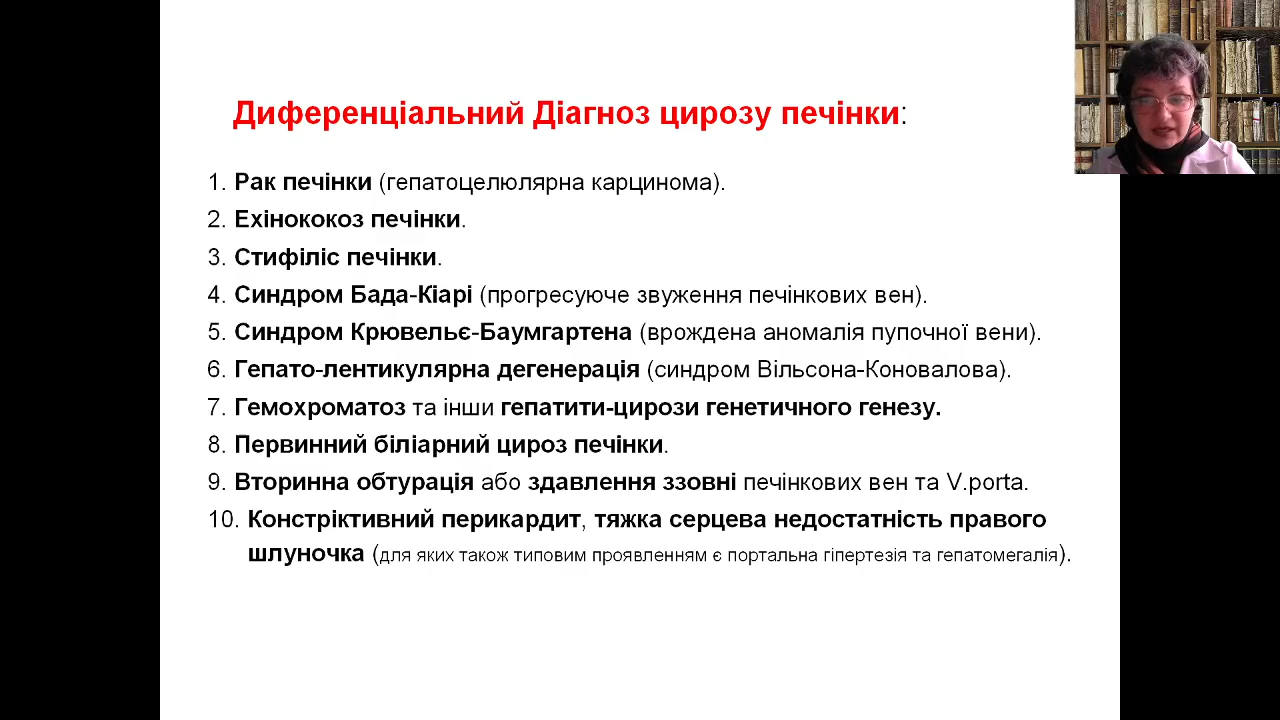 Диференціальний Діагноз цирозу печінки:
1. Рак печінки (гепатоцелюлярна карцинома).
2. Ехінококоз печінки.
3. Стифіліс печінки.
4. Синдром Бада-Кіарі (прогресуюче звуження печінкових вен).
5. Синдром Крювельє-Баумгартена (врождена аномалія пупочної вени).
6. Гепато-лентикулярна дегенерація (синдром Вільсона-Коновалова).
7. Гемохроматоз та інши гепатити-цирози генетичного генезу.
8. Первинний біліарний цироз печінки.
9. Вторинна обтурація або здавлення ззовні печінкових вен та V.porta.
10. Констріктивний перикардит, тяжка серцева недостатність правого
шлуночка (для яких також типовим проявленням є портальна гіпертезія та гепатомегалія).